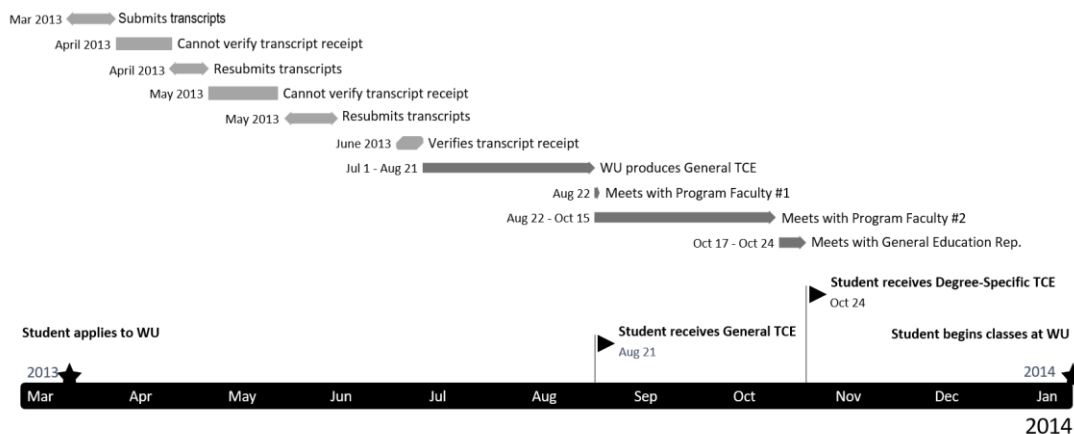 Mar 2013 Submits transcripts
April 2013 Cannot verify transcript receipt
April 2013 Resubmits transcripts
May 2013 Cannot verify transcript receipt
May 2013 Resubmits transcripts
June 2013 Verifies transcript receipt
Jul 1 - Aug 21 WU produces General TCE
Aug 22 Meets with Program Faculty #1
Aug 22 - Oct 15 Meets with Program Faculty #2
Oct 17 - Oct 24 Meets with General Education Rep.
Student receives Degree-Specific TCE
Oct 24
Student applies to WU
Student receives General TCE
Aug 21
Student begins classes at WU
2013
2014
Mar Apr May Jun Jul Aug Sep Oct Nov Dec Jan
2014